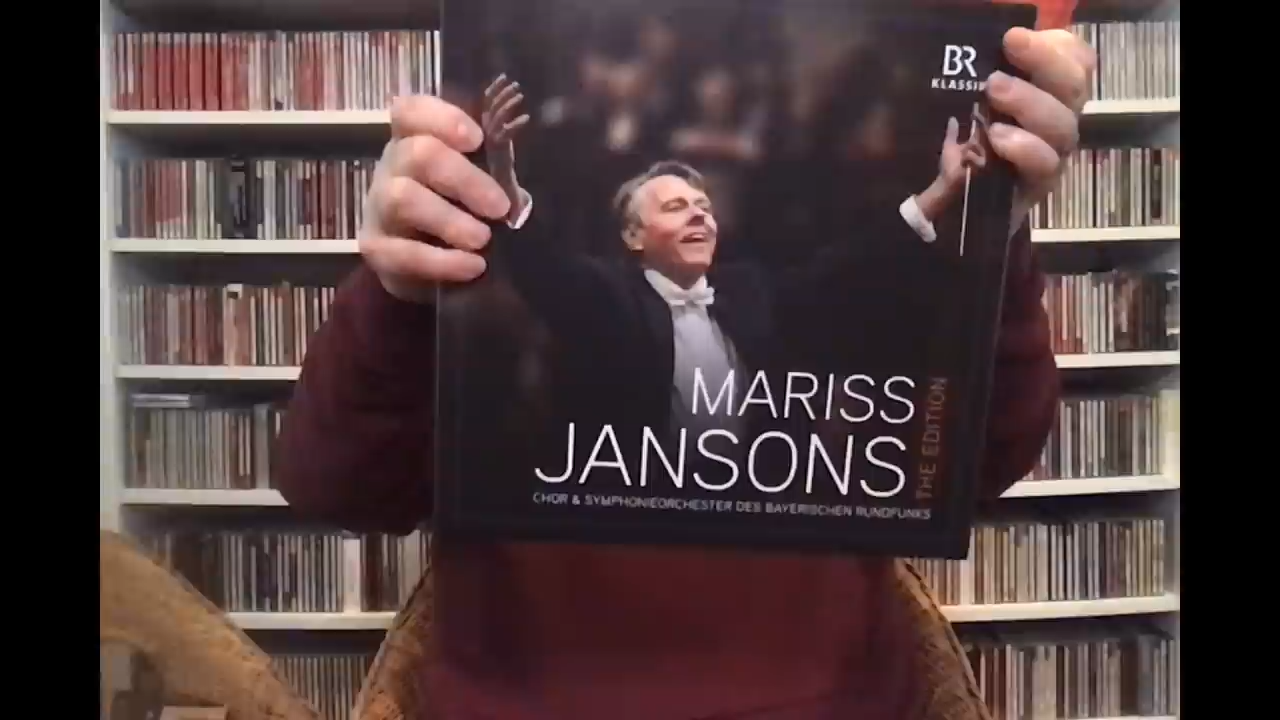 BR
KLASSIK
MARISS
JANSONS
THE EDITION
CHOR & SYMPHONIEORCHESTER DES BAYERISCHEN RUNDFUNKS